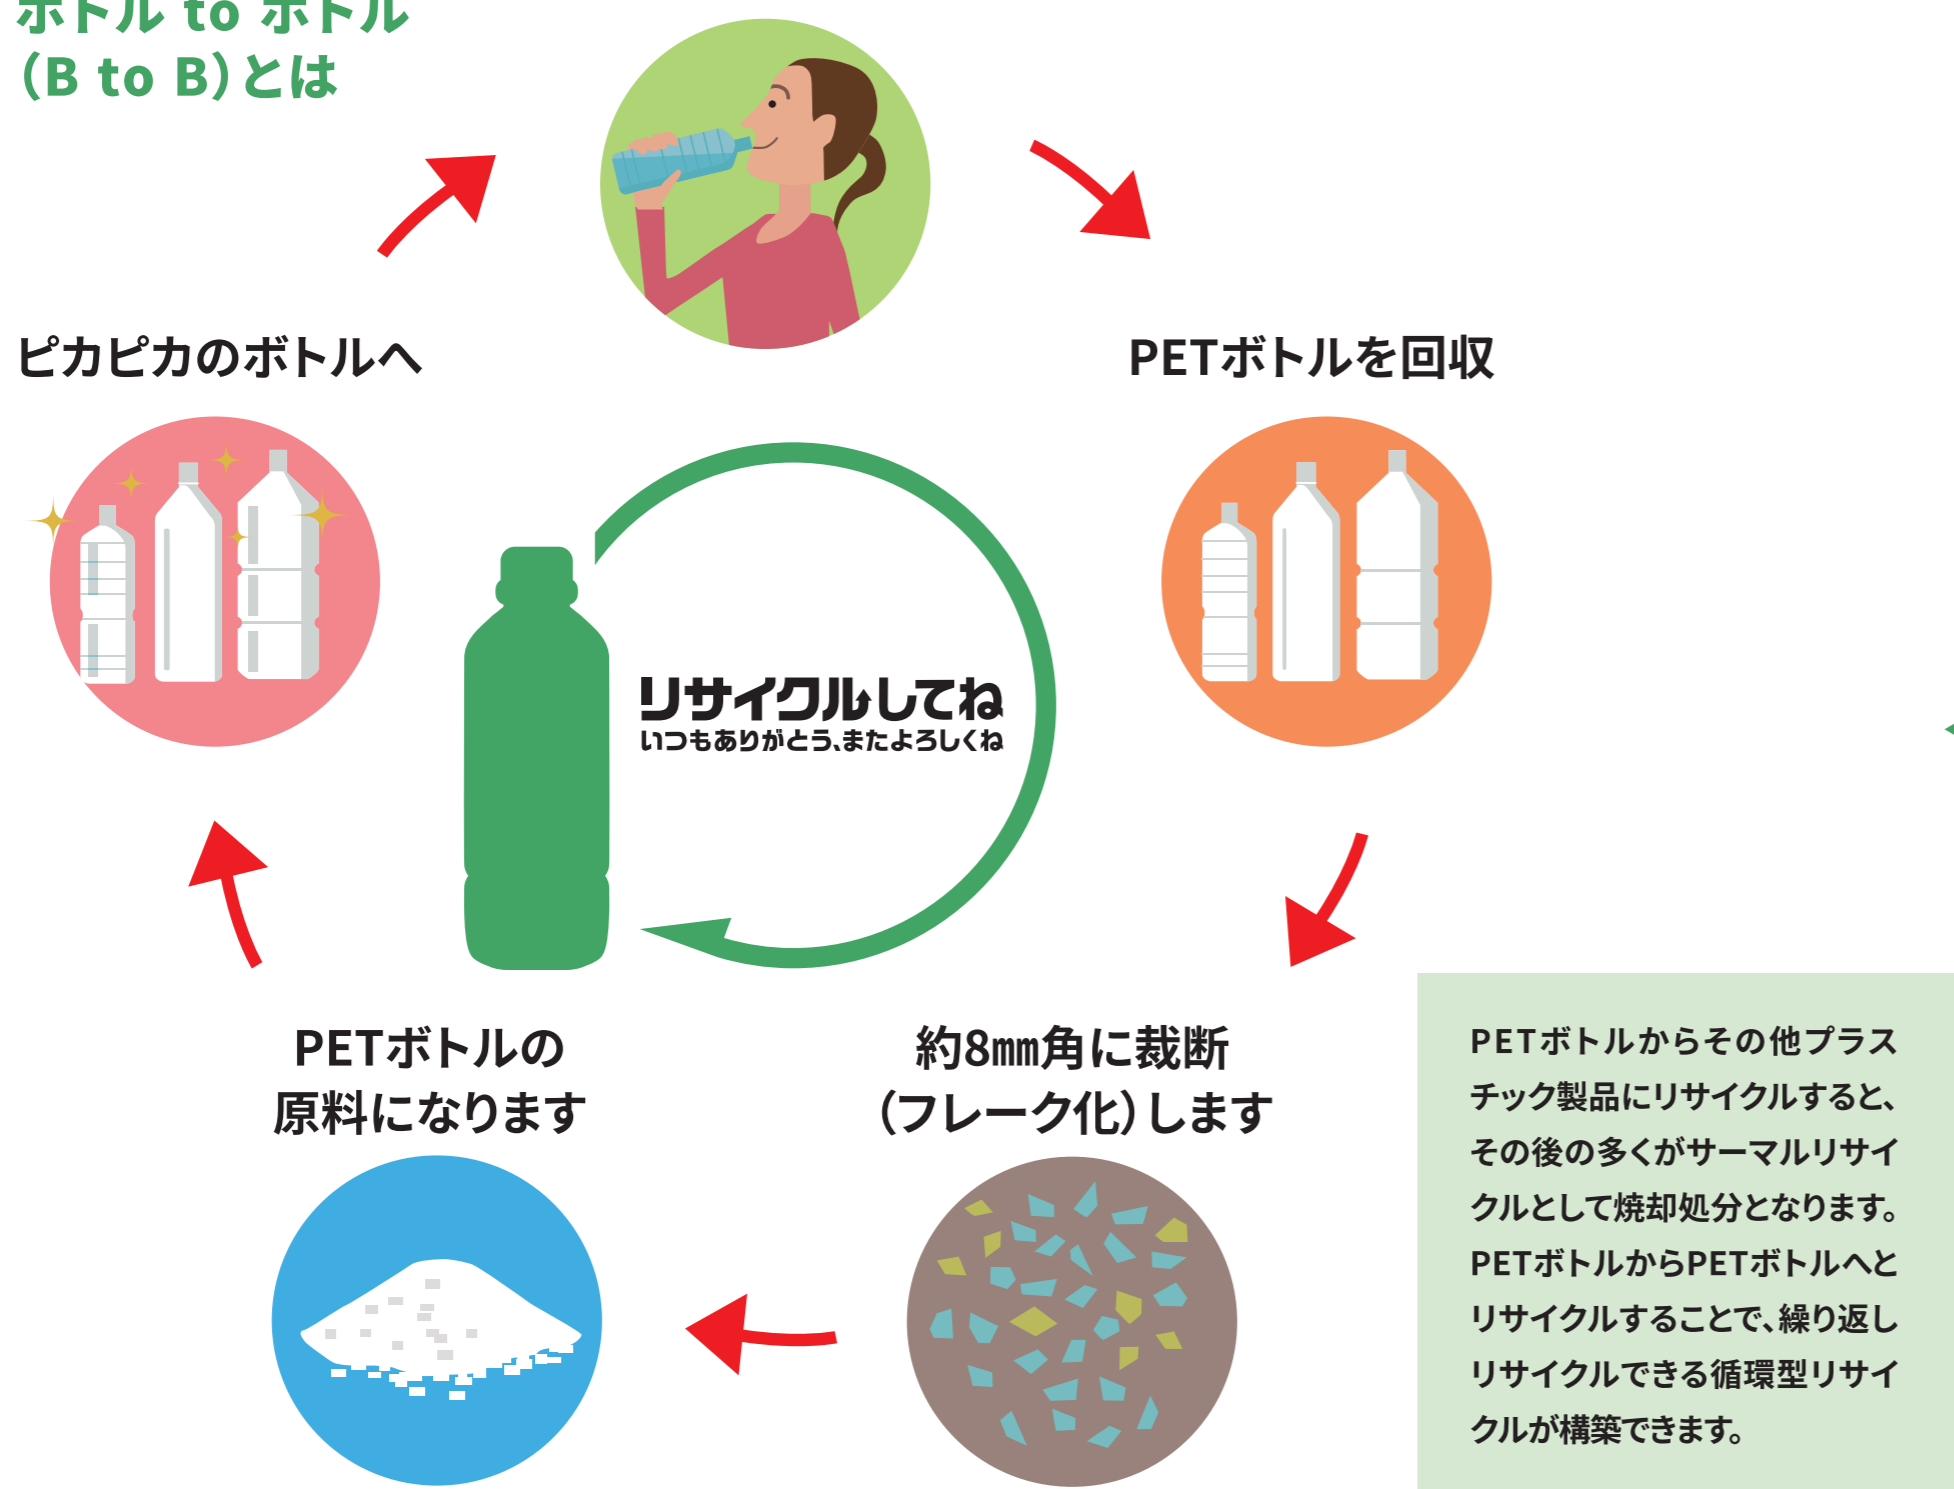 ボトル to ボトル
（B to B）とは
ピカピカのボトルへ
PETボトルを回収
リサイクルしてね
いつもありがとう、またよろしくね
PETボトルの
原料になります
約8㎜角に裁断
（フレーク化）します
PETボトルからその他プラス
チック製品にリサイクルすると、
その後の多くがサーマルリサイ
クルとして焼却処分となります。
PETボトルからPETボトルへと
リサイクルすることで、繰り返し
リサイクルできる循環型リサイ
クルが構築できます。